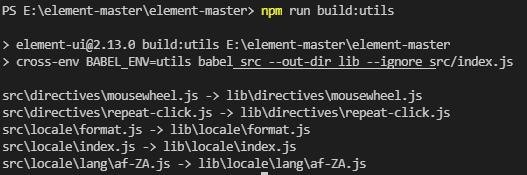 PS E:\element-master\element-master> npm run build:utils
> element-ui@2.13.0 build:utils E:\element-master\element-master
> cross-env BABEL_ENV=utils babel src --out-dir lib --ignore src/index.js
src\directives\mousewheel.js -> lib\directives\mousewheel.js
src\directives\repeat-click.js -> lib\directives\repeat-click.js
src\locale\format.js -> lib\locale\format.js
src\locale\index.js -> lib\locale\index.js
src\locale\lang\af-ZA.js -> lib\locale\lang\af-ZA.js